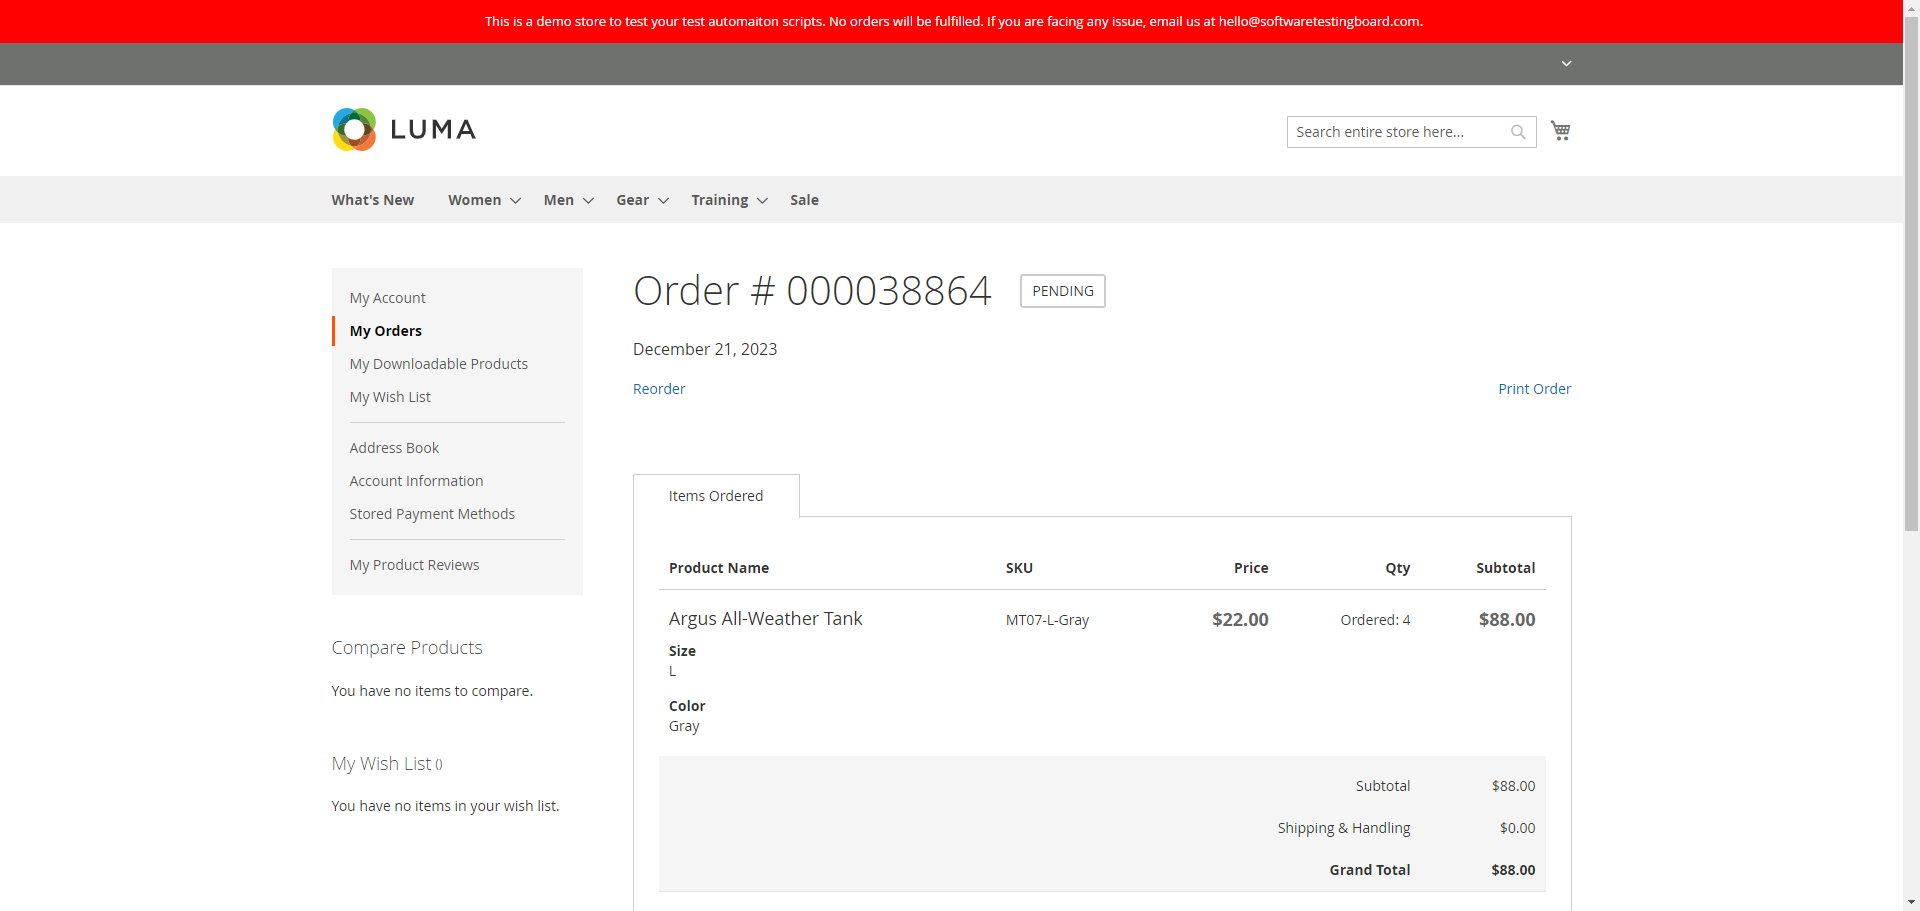 This is a demo store to test your test automaiton scripts. No orders will be fulfilled. If you are facing any issue, email us at hello@softwaretestingboard.com.
LUMA
Search entire store here...
What's New Women Men Gear Training Sale
My Account
My Orders
My Downloadable Products
My Wish List
Address Book
Account Information
Stored Payment Methods
My Product Reviews
Compare Products
You have no items to compare.
My Wish List ()
You have no items in your wish list.
Order # 000038864 PENDING
December 21, 2023
Reorder Print Order
Items Ordered
Product Name SKU Price Qty Subtotal
Argus All-Weather Tank MT07-L-Gray $22.00 Ordered: 4 $88.00
Size
L
Color
Gray
Subtotal $88.00
Shipping & Handling $0.00
Grand Total $88.00